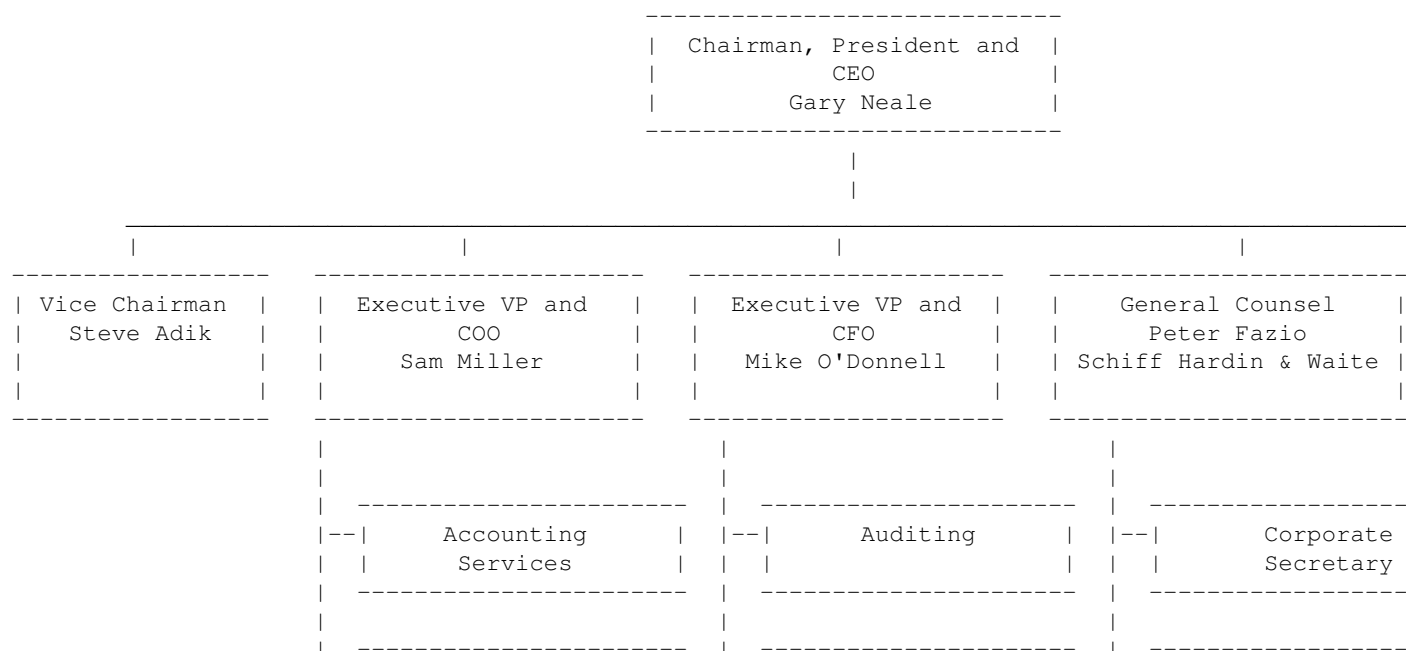 Chairman, President and
CEO
Gary Neale
Vice Chairman
Steve Adik
Executive VP and
COO
Sam Miller
Executive VP and
CFO
Mike O'Donnell
General Counsel
Peter Fazio
Schiff Hardin & Waite
Accounting
Services
Auditing
Corporate
Secretary